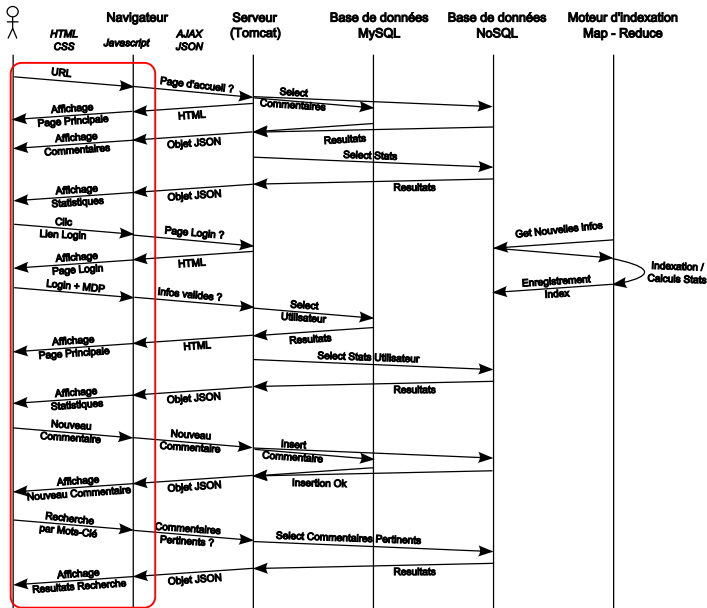 Navigateur
Serveur
(Tomcat)
Base de données
MySQL
Base de données
NoSQL
Moteur d'indexation
Map - Reduce
HTML
CSS
Javascript
AJAX
JSON
URL
Page d'accueil ?
Select
Commentaires
Affichage
Page Principale
HTML
Affichage
Commentaires
Objet JSON
Resultats
Select Stats
Affichage
Statistiques
Objet JSON
Resultats
Clic
Lien Login
Page Login ?
Get Nouvelles Infos
Affichage
Page Login
HTML
Indexation /
Calculs Stats
Login + MDP
Infos valides ?
Select
Utilisateur
Enregistrement
Index
Affichage
Page Principale
HTML
Resultats
Select Stats Utilisateur
Affichage
Statistiques
Objet JSON
Resultats
Nouveau
Commentaire
Nouveau
Commentaire
Insert
Commentaire
Affichage
Nouveau Commentaire
Objet JSON
Insertion Ok
Recherche
par Mots-Clé
Commentaires
Pertinents ?
Select Commentaires Pertinents
Affichage
Resultats Recherche
Objet JSON
Resultats